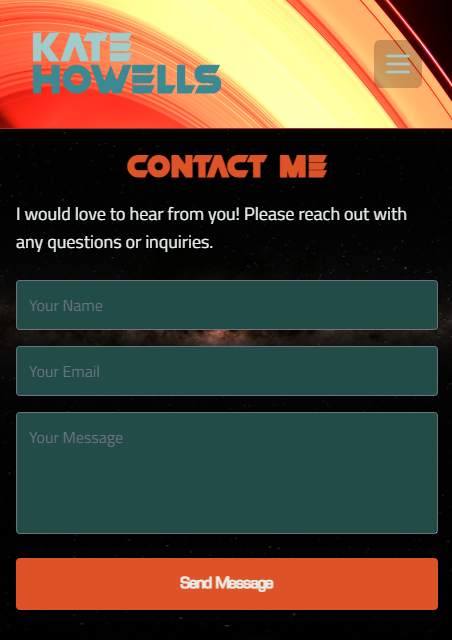 KATE
HOWELLS
CONTACT ME
I would love to hear from you! Please reach out with
any questions or inquiries.
Your Name
Your Email
Your Message
Send Message